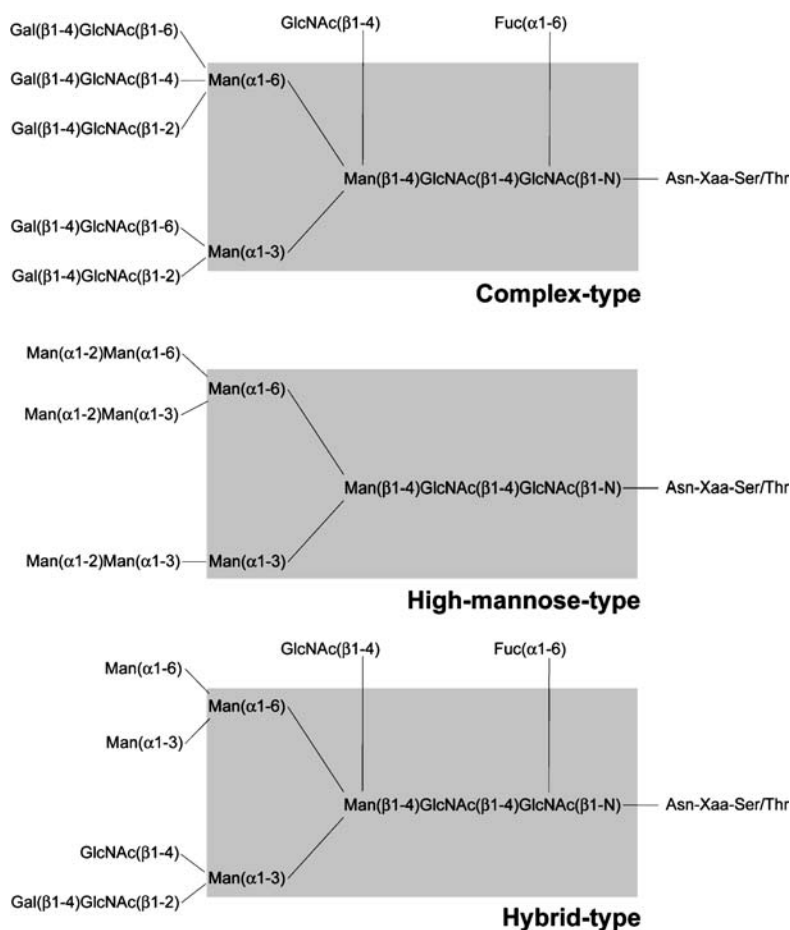 GlcNAc(β1-4)
Fuc(α1-6)
Gal(β1-4)GlcNAc(β1-6)
Gal(β1-4)GlcNAc(β1-4)
Man(α1-6)
Gal(β1-4)GlcNAc(β1-2)
Man(β1-4)GlcNAc(β1-4)GlcNAc(β1-N)
Asn-Xaa-Ser/Thr
Gal(β1-4)GlcNAc(β1-6)
Man(α1-3)
Gal(β1-4)GlcNAc(β1-2)
Complex-type
Man(α1-2)Man(α1-6)
Man(α1-6)
Man(α1-2)Man(α1-3)
Man(β1-4)GlcNAc(β1-4)GlcNAc(β1-N)
Asn-Xaa-Ser/Thr
Man(α1-2)Man(α1-3)
Man(α1-3)
High-mannose-type
GlcNAc(β1-4)
Fuc(α1-6)
Man(α1-6)
Man(α1-6)
Man(α1-3)
Man(β1-4)GlcNAc(β1-4)GlcNAc(β1-N)
Asn-Xaa-Ser/Thr
GlcNAc(β1-4)
Man(α1-3)
Gal(β1-4)GlcNAc(β1-2)
Hybrid-type